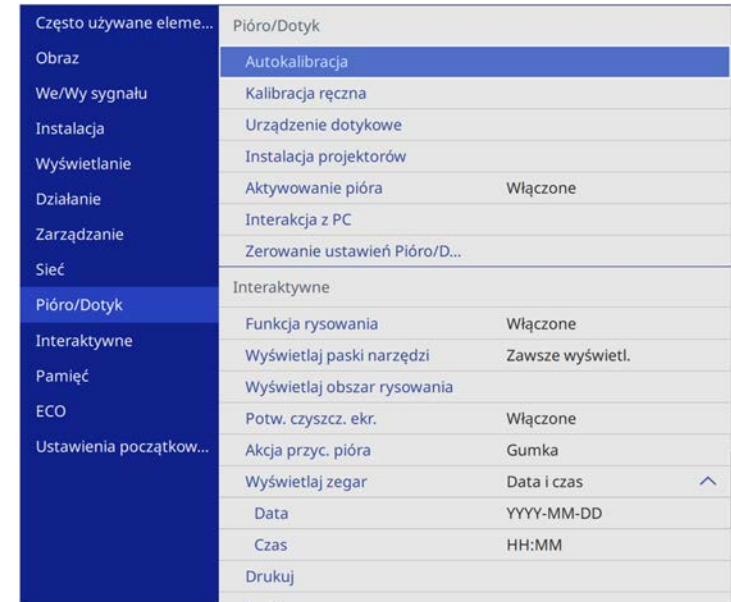 Często używane eleme...
Obraz
We/Wy sygnału
Instalacja
Wyświetlanie
Działanie
Zarządzanie
Sieć
Pióro/Dotyk
Interaktywne
Pamięć
ECO
Ustawienia początkow...
Pióro/Dotyk
Autokalibracja
Kalibracja ręczna
Urządzenie dotykowe
Instalacja projektorów
Aktywowanie pióra Włączone
Interakcja z PC
Zerowanie ustawień Pióro/D...
Interaktywne
Funkcja rysowania Włączone
Wyświetlaj paski narzędzi Zawsze wyświetl.
Wyświetlaj obszar rysowania
Potw. czyszcz. ekr. Włączone
Akcja przyc. pióra Gumka
Wyświetlaj zegar Data i czas
Data YYYY-MM-DD
Czas HH:MM
Drukuj